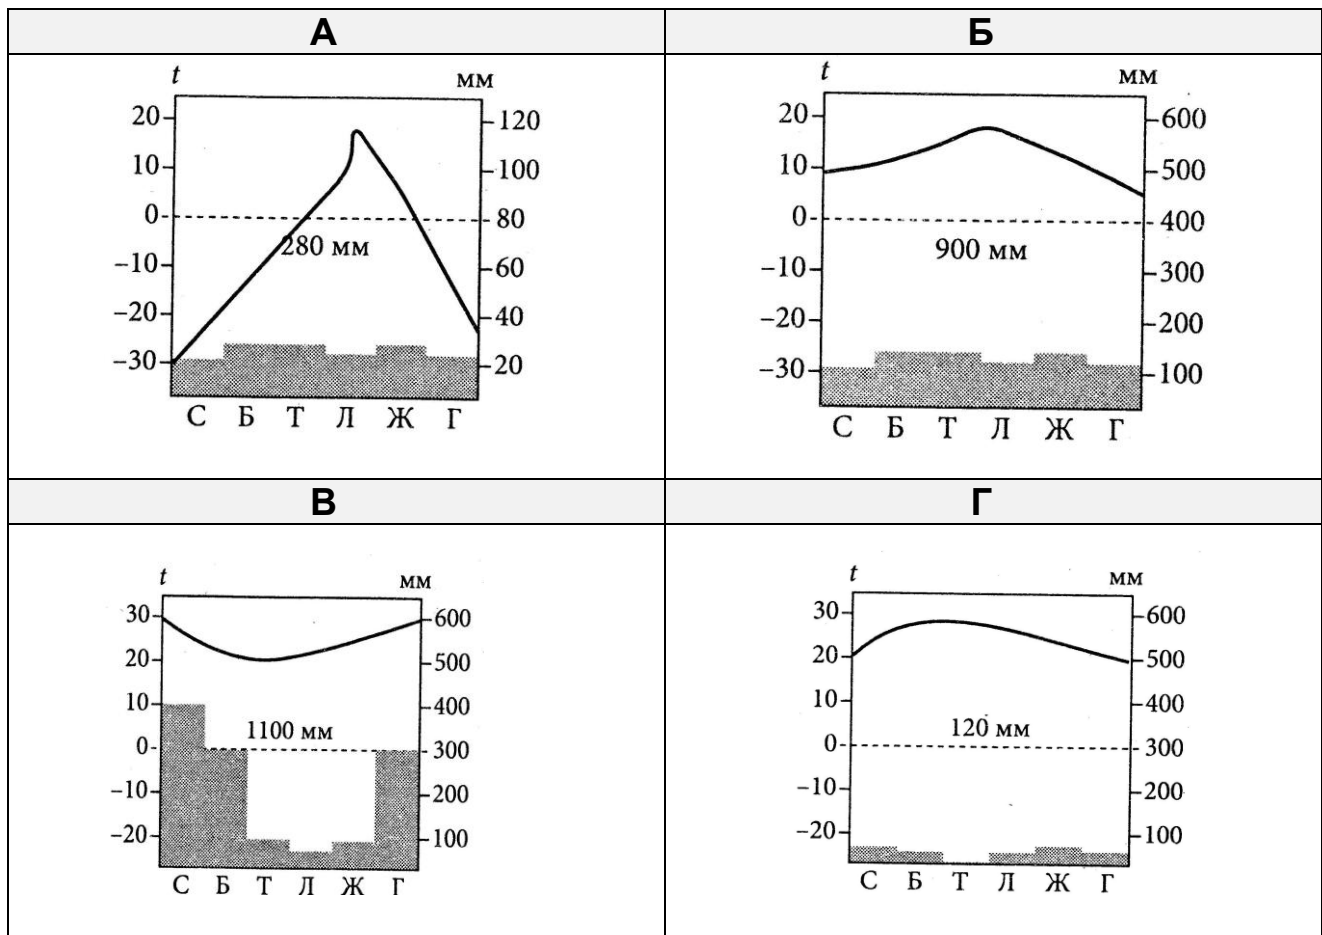 А
Б
t мм
20 120
10 100
0 80
280 мм
–10 60
–20 40
–30 20
С Б Т Л Ж Г
t мм
20 600
10 500
0 400
900 мм
–10 300
–20 200
–30 100
С Б Т Л Ж Г
В
Г
t мм
30 600
20 500
10 400
1100 мм
0 300
–10 200
–20 100
С Б Т Л Ж Г
t мм
30 600
20 500
10 400
120 мм
0 300
–10 200
–20 100
С Б Т Л Ж Г